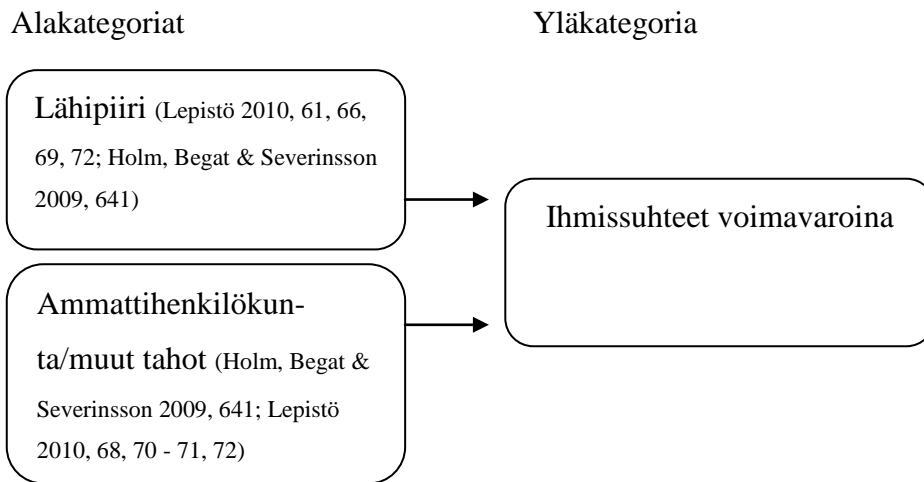 Alakategoriat
Yläkategoria
Lähipiiri (Lepistö 2010, 61, 66,
69, 72; Holm, Begat & Severinsson
2009, 641)
Ammattihenkilökun-
ta/muut tahot (Holm, Begat &
Severinsson 2009, 641; Lepistö
2010, 68, 70 - 71, 72)
Ihmissuhteet voimavaroina